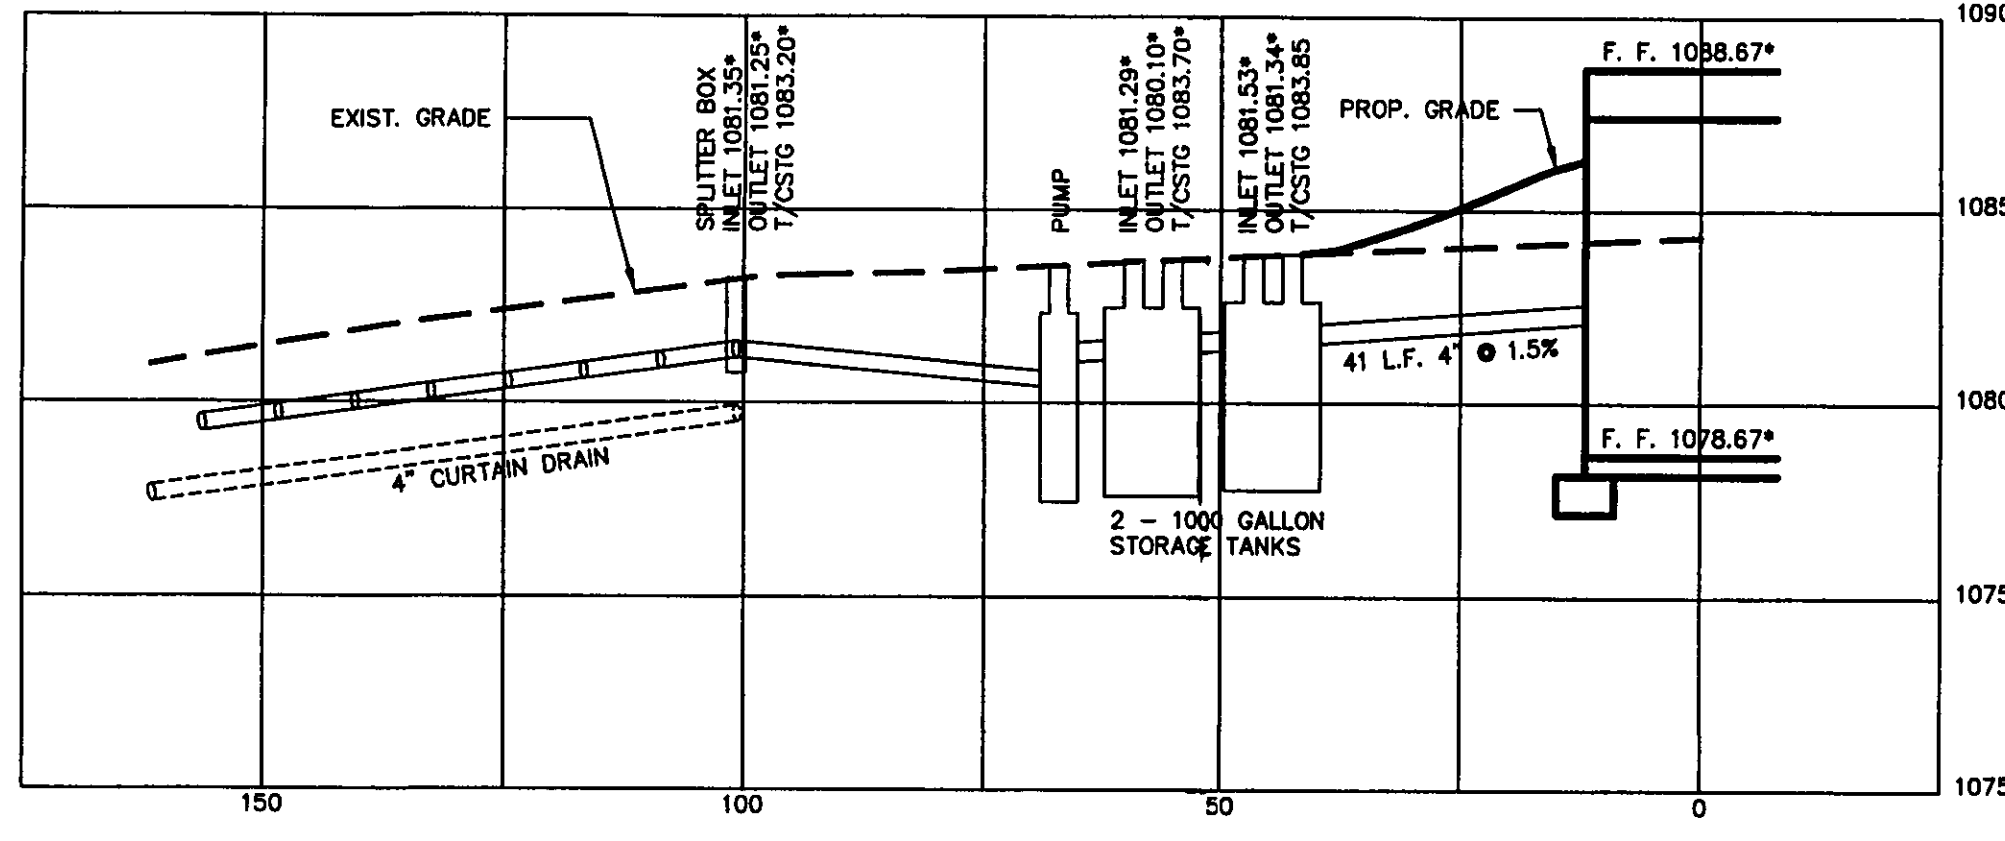 1090
F. F. 1088.67*
EXIST. GRADE
SPLITTER BOX
INLET 1081.35*
OUTLET 1081.25*
T/CSTG 1083.20*
PUMP
INLET 1081.29*
OUTLET 1080.10*
T/CSTG 1083.70*
INLET 1081.53*
OUTLET 1081.34*
T/CSTG 1083.85
PROP. GRADE
1085
41 L.F. 4" @ 1.5%
1080
F. F. 1078.67*
4" CURTAIN DRAIN
2 - 1000 GALLON
STORAGE TANKS
1075
1075
150
100
50
0